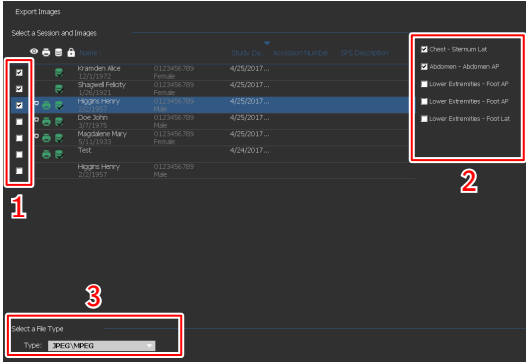 Export Images
Select a Session and Images
Name Study Da... Accession Number SPS Description
Kramden Alice 0123456789 4/25/2017...
12/1/1972 Female
Shagwell Felicity 0123456789 4/25/2017...
1/26/1921 Female
Higgins Henry 0123456789 4/25/2017...
2/2/1957 Male
Doe John 0123456789 4/25/2017...
3/7/1975 Male
Magdalene Mary 0123456789 4/25/2017...
5/11/1933 Female
Test 4/24/2017...
Higgins Henry 0123456789
2/2/1957 Male
Chest - Sternum Lat
Abdomen - Abdomen AP
Lower Extremities - Foot AP
Lower Extremities - Foot AP
Lower Extremities - Foot Lat
1
2
3
Select a File Type
Type: JPEG\MPEG